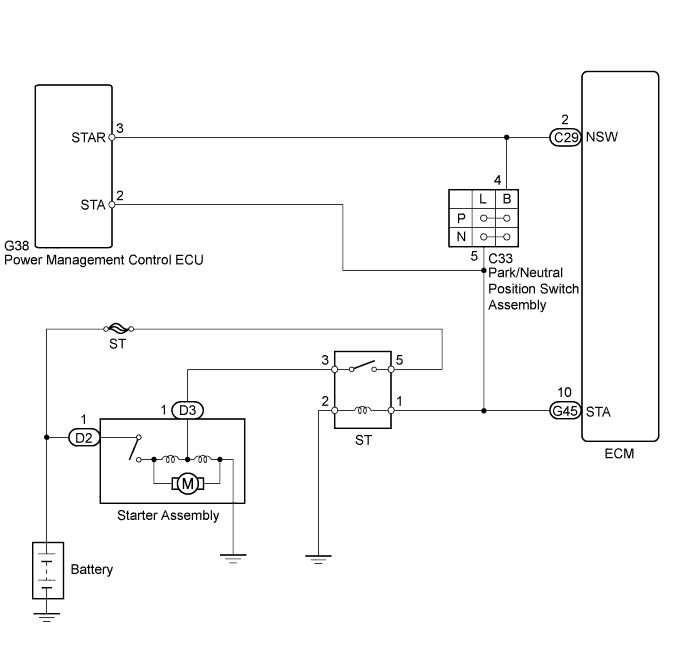 2
3
STAR
C29
NSW
4
2
STA
L B
P
N
G38
5 C33
Power Management Control ECU
Park/Neutral
Position Switch
Assembly
ST
3 5
10
2 1
1 1 D3
G45 STA
D2
ST
ECM
M
Starter Assembly
Battery